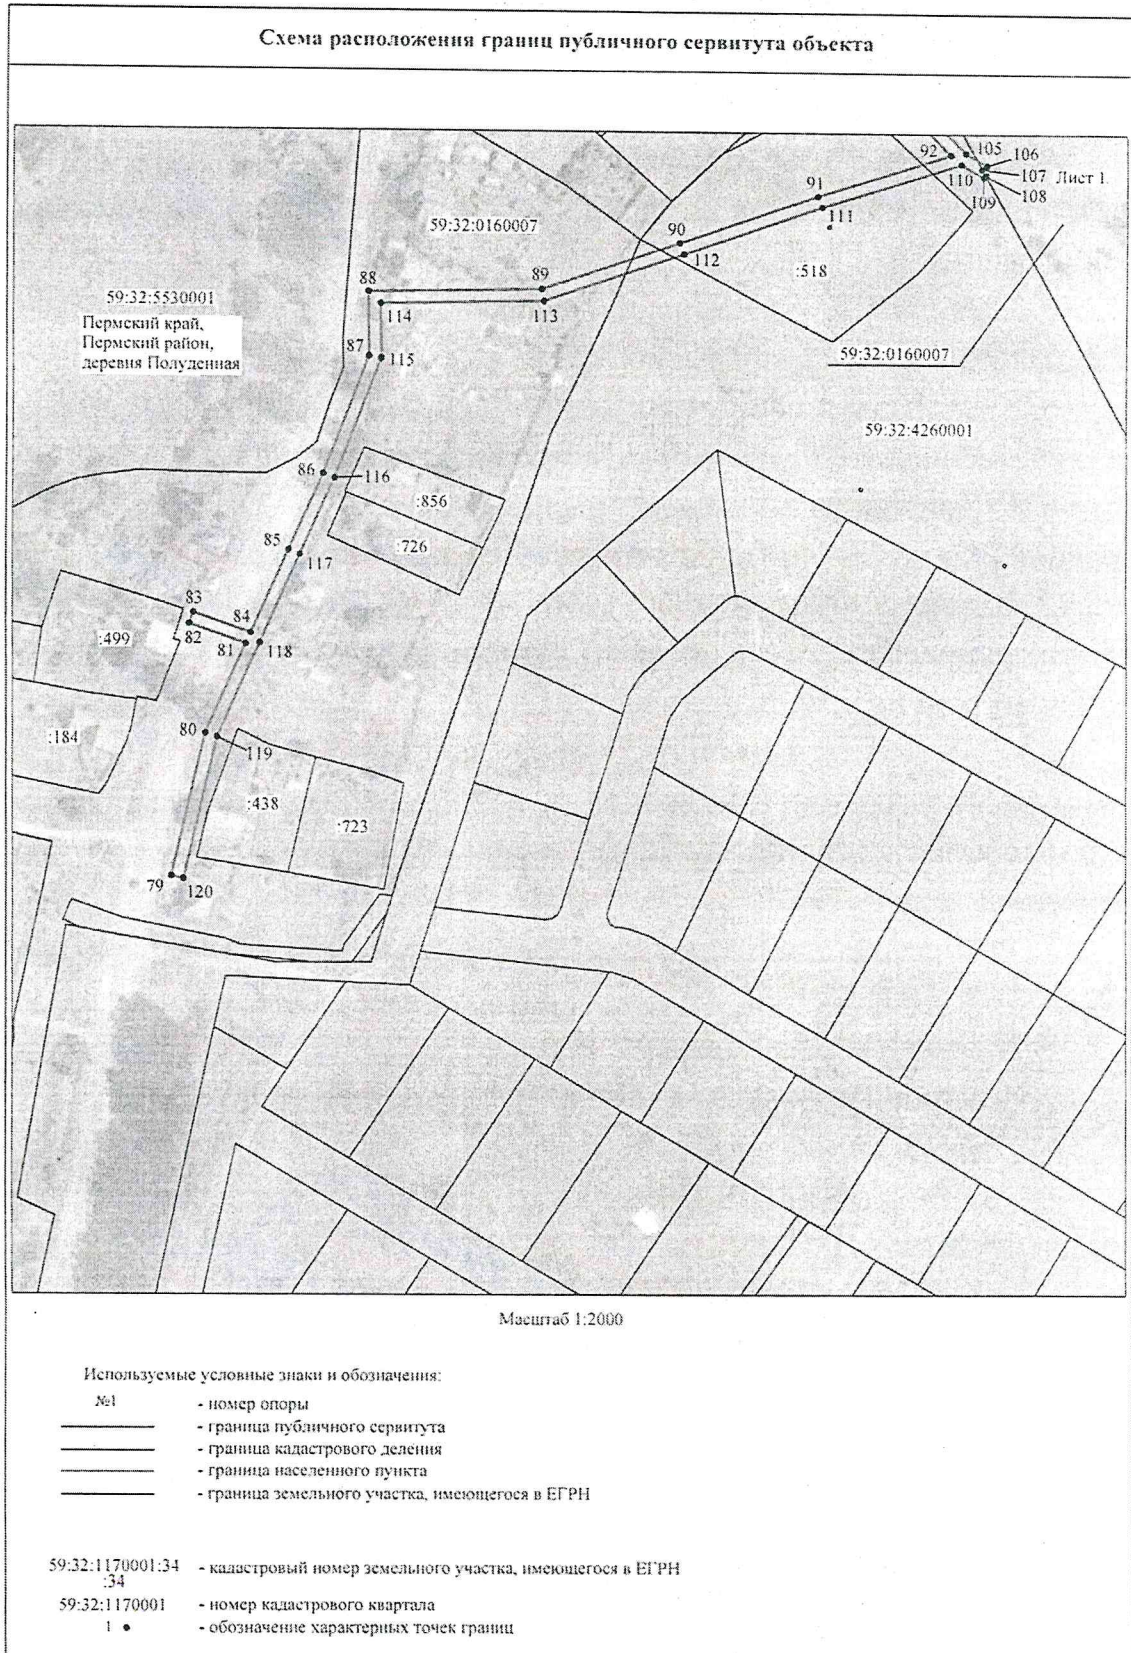 Схема расположения границ публичного сервитута объекта
92
105
106
110
107
Лист 1
109
108
91
111
59:32:0160007
90
112
:518
88
89
59:32:5530001
114
113
Пермский край,
Пермский район,
деревня Полуденная
87
115
59:32:0160007
59:32:4260001
86
116
:856
85
:726
117
83
84
82
:499
81
118
80
:184
119
:438
:723
79
120
Масштаб 1:2000
Используемые условные знаки и обозначения:
№1 - номер опоры
- граница публичного сервитута
- граница кадастрового деления
- граница населенного пункта
- граница земельного участка, имеющегося в ЕГРН
59:32:1170001:34 - кадастровый номер земельного участка, имеющегося в ЕГРН
:34
59:32:1170001 - номер кадастрового квартала
1 - обозначение характерных точек границ